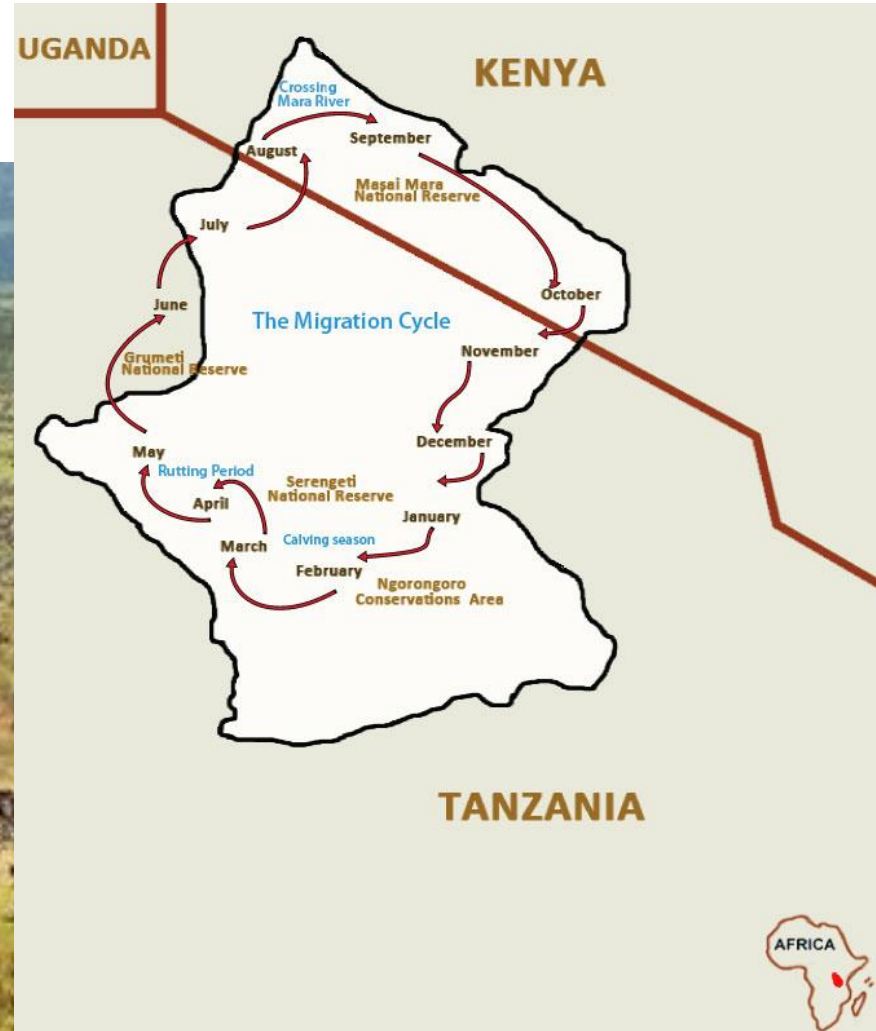 UGANDA
KENYA
Crossing
Mara River
August
September
Masai Mara
National Reserve
July
October
June
The Migration Cycle
November
Grumeti
National Reserve
December
May
Rutting Period
Serengeti
National Reserve
April
January
March
Calving season
February
Ngorongoro
Conservations Area
TANZANIA
AFRICA